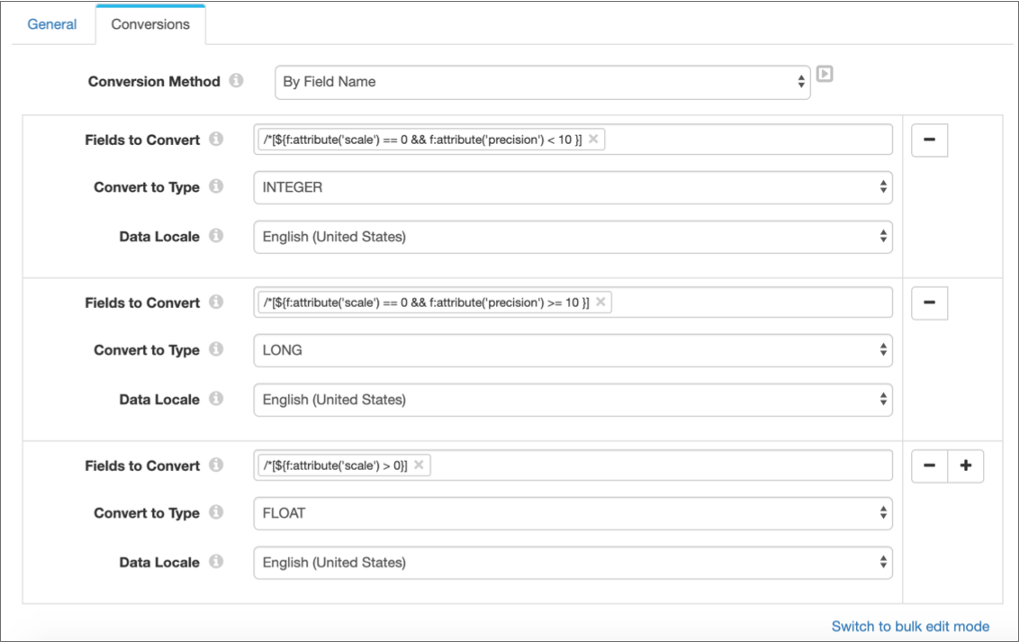 General
Conversions
Conversion Method
By Field Name
Fields to Convert
/*[${f:attribute('scale') == 0 && f:attribute('precision') < 10 }]
Convert to Type
INTEGER
Data Locale
English (United States)
Fields to Convert
/*[${f:attribute('scale') == 0 && f:attribute('precision') >= 10 }]
Convert to Type
LONG
Data Locale
English (United States)
Fields to Convert
/*[${f:attribute('scale') > 0}]
Convert to Type
FLOAT
Data Locale
English (United States)
Switch to bulk edit mode